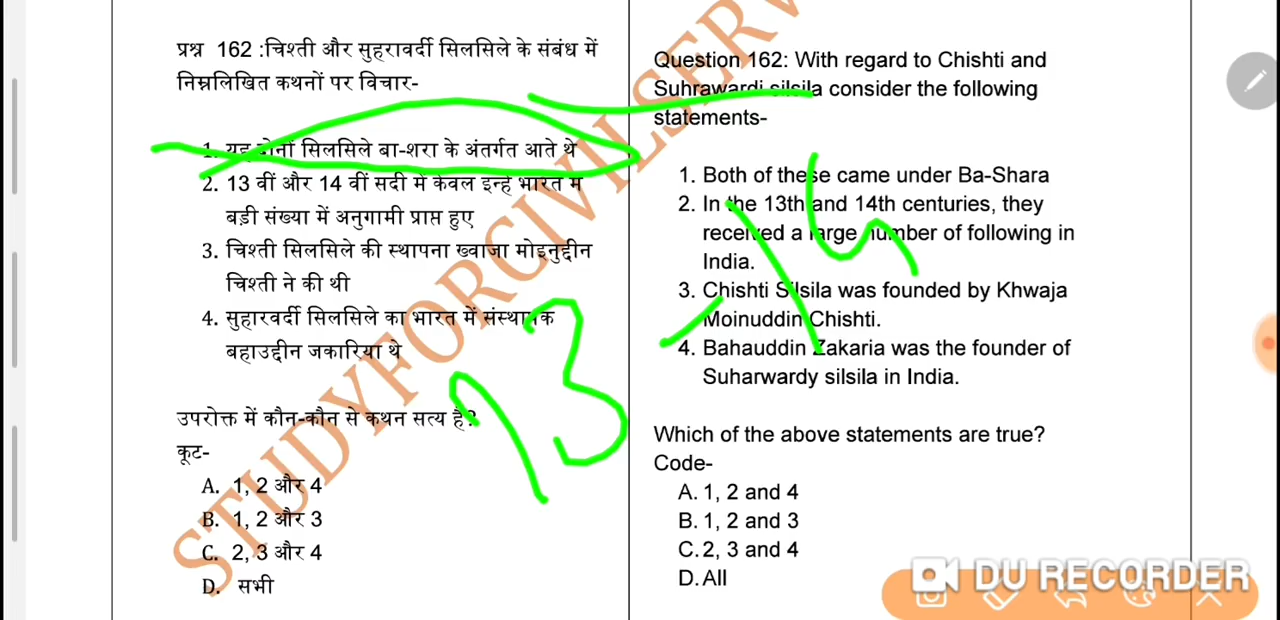 प्रश्न 162 :चिश्ती और सुहरावर्दी सिलसिले के संबंध में
निम्नलिखित कथनों पर विचार-
1. यह दोनों सिलसिले बा-शरा के अंतर्गत आते थे
2. 13 वीं और 14 वीं सदी में केवल इन्हें भारत में
बड़ी संख्या में अनुगामी प्राप्त हुए
3. चिश्ती सिलसिले की स्थापना ख्वाजा मोइनुद्दीन
चिश्ती ने की थी
4. सुहारवर्दी सिलसिले का भारत में संस्थापक
बहाउद्दीन जकारिया थे
उपरोक्त में कौन-कौन से कथन सत्य है?
कूट-
A. 1, 2 और 4
B. 1, 2 और 3
C. 2, 3 और 4
D. सभी
Question 162: With regard to Chishti and
Suhrawardi silsila consider the following
statements-
1. Both of these came under Ba-Shara
2. In the 13th and 14th centuries, they
received a large number of following in
India.
3. Chishti Silsila was founded by Khwaja
Moinuddin Chishti.
4. Bahauddin Zakaria was the founder of
Suharwardy silsila in India.
Which of the above statements are true?
Code-
A. 1, 2 and 4
B. 1, 2 and 3
C. 2, 3 and 4
D. All
STUDYFORCIVILSERV
13
14
DU RECORDER